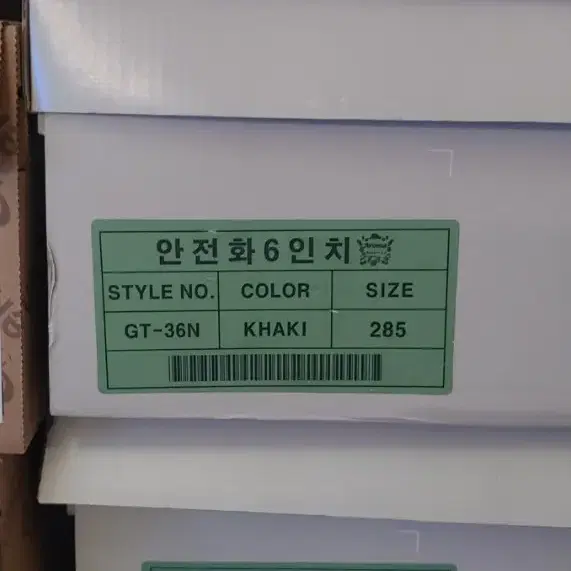 안전화6인치
STYLE NO. COLOR SIZE
GT-36N KHAKI 285